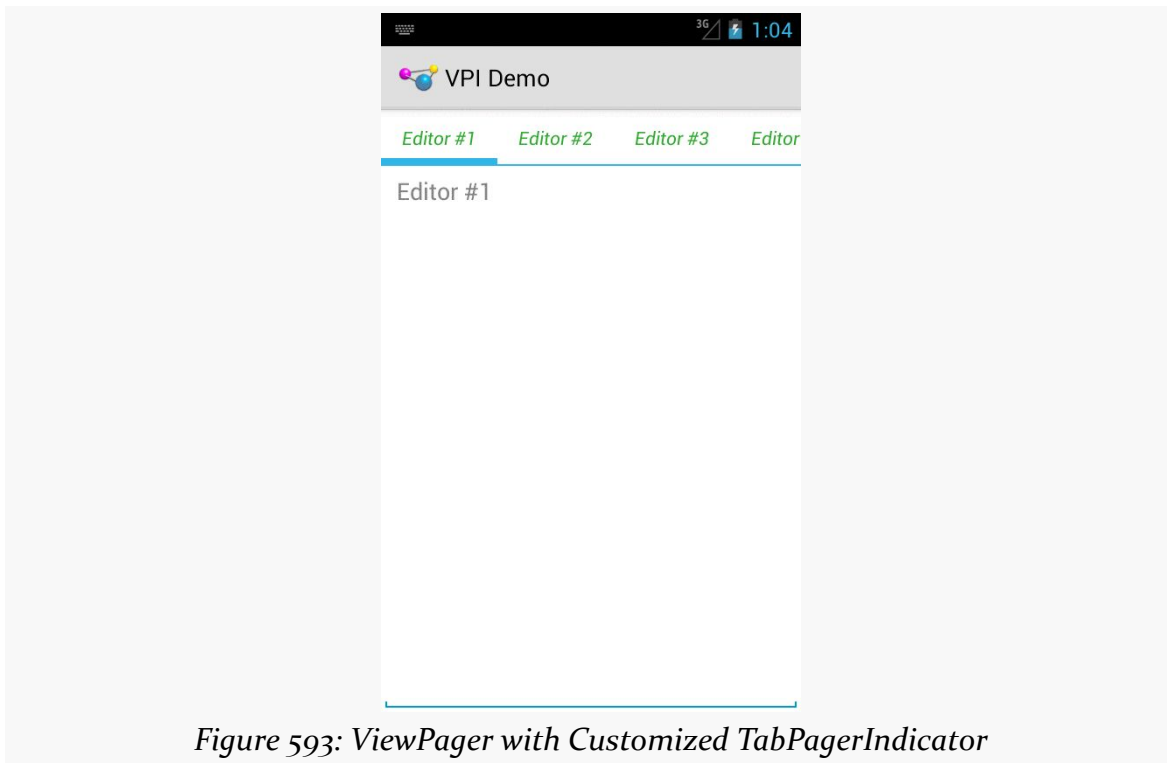 3G 1:04
VPI Demo
Editor #1 Editor #2 Editor #3 Editor
Editor #1
Figure 593: ViewPager with Customized TabPagerIndicator